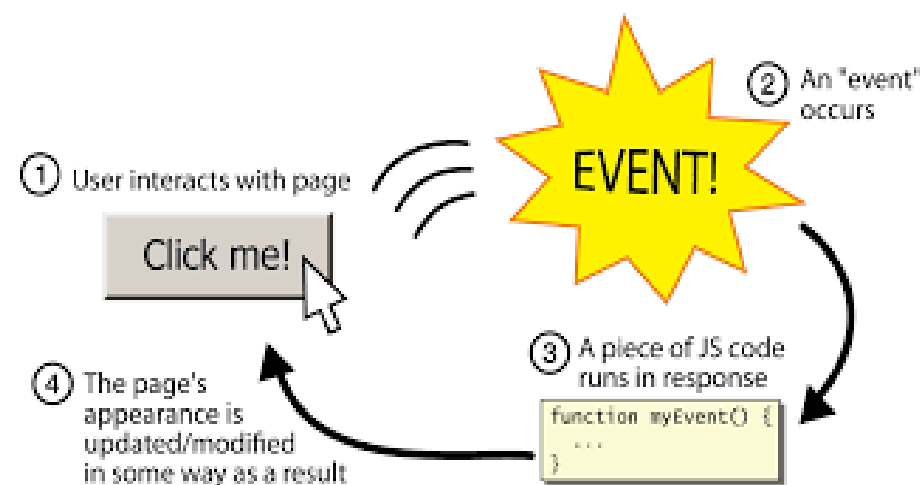 1 User interacts with page
Click me!
EVENT!
2 An "event"
occurs
3 A piece of JS code
runs in response
function myEvent() {
...
}
4 The page's
appearance is
updated/modified
in some way as a result